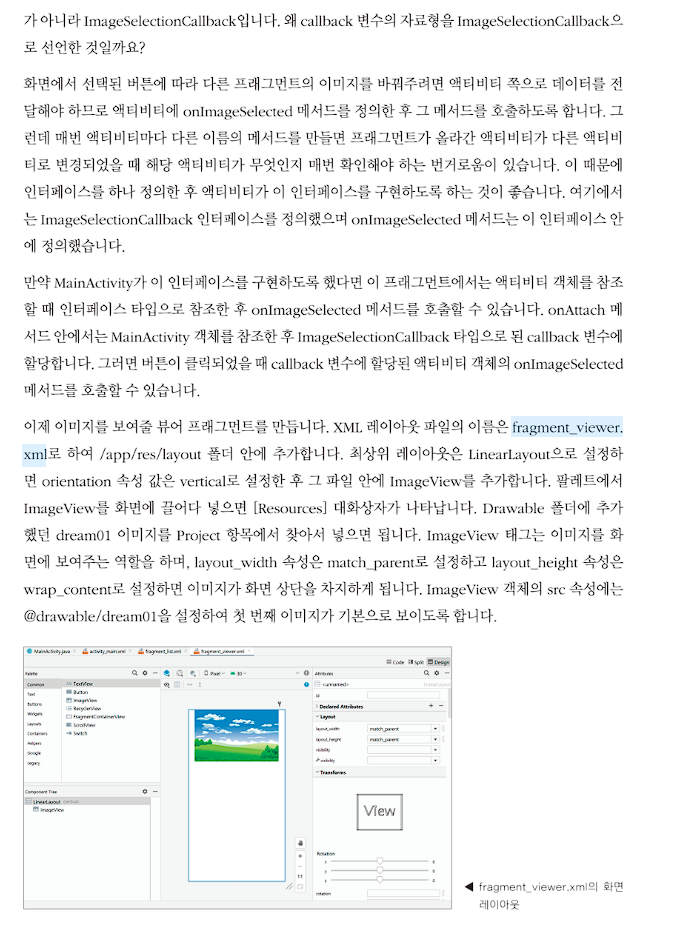 가 아니라 ImageSelectionCallback입니다. 왜 callback 변수의 자료형을 ImageSelectionCallback으
로 선언한 것일까요?
화면에서 선택된 버튼에 따라 다른 프래그먼트의 이미지를 바꿔주려면 액티비티 쪽으로 데이터를 전
달해야 하므로 액티비티에 onImageSelected 메서드를 정의한 후 그 메서드를 호출하도록 합니다. 그
런데 매번 액티비티마다 다른 이름의 메서드를 만들면 프래그먼트가 올라간 액티비티가 다른 액티비
티로 변경되었을 때 해당 액티비티가 무엇인지 매번 확인해야 하는 번거로움이 있습니다. 이 때문에
인터페이스를 하나 정의한 후 액티비티가 이 인터페이스를 구현하도록 하는 것이 좋습니다. 여기에서
는 ImageSelectionCallback 인터페이스를 정의했으며 onImageSelected 메서드는 이 인터페이스 안
에 정의했습니다.
만약 MainActivity가 이 인터페이스를 구현하도록 했다면 이 프래그먼트에서는 액티비티 객체를 참조
할 때 인터페이스 타입으로 참조한 후 onImageSelected 메서드를 호출할 수 있습니다. onAttach 메
서드 안에서는 MainActivity 객체를 참조한 후 ImageSelectionCallback 타입으로 된 callback 변수에
할당합니다. 그러면 버튼이 클릭되었을 때 callback 변수에 할당된 액티비티 객체의 onImageSelected
메서드를 호출할 수 있습니다.
이제 이미지를 보여줄 뷰어 프래그먼트를 만듭니다. XML 레이아웃 파일의 이름은 fragment_viewer.
xml로 하여 /app/res/layout 폴더 안에 추가합니다. 최상위 레이아웃은 LinearLayout으로 설정하
면 orientation 속성 값은 vertical로 설정한 후 그 파일 안에 ImageView를 추가합니다. 팔레트에서
ImageView를 화면에 끌어다 넣으면 [Resources] 대화상자가 나타납니다. Drawable 폴더에 추가
했던 dream01 이미지를 Project 항목에서 찾아서 넣으면 됩니다. ImageView 태그는 이미지를 화
면에 보여주는 역할을 하며, layout_width 속성은 match_parent로 설정하고 layout_height 속성은
wrap_content로 설정하면 이미지가 화면 상단을 차지하게 됩니다. ImageView 객체의 src 속성에는
@drawable/dream01을 설정하여 첫 번째 이미지가 기본으로 보이도록 합니다.
MainActivity.java activity_main.xml fragment_list.xml fragment_viewer.xml
Code Split Design
Palette Pixel 30 Attributes
Common TextView <unnamed>
Text Button id
Buttons ImageView
Widgets RecyclerView Declared Attributes
Layouts FragmentContainerView Layout
Containers ScrollView layout_width match_parent
Helpers Switch layout_height match_parent
Google visibility
Legacy visibility
Transforms
Component Tree
LinearLayout
ImageView
View
1:1
Rotation
x 0
y 0
z 0
rotation
◀ fragment_viewer.xml의 화면
레이아웃